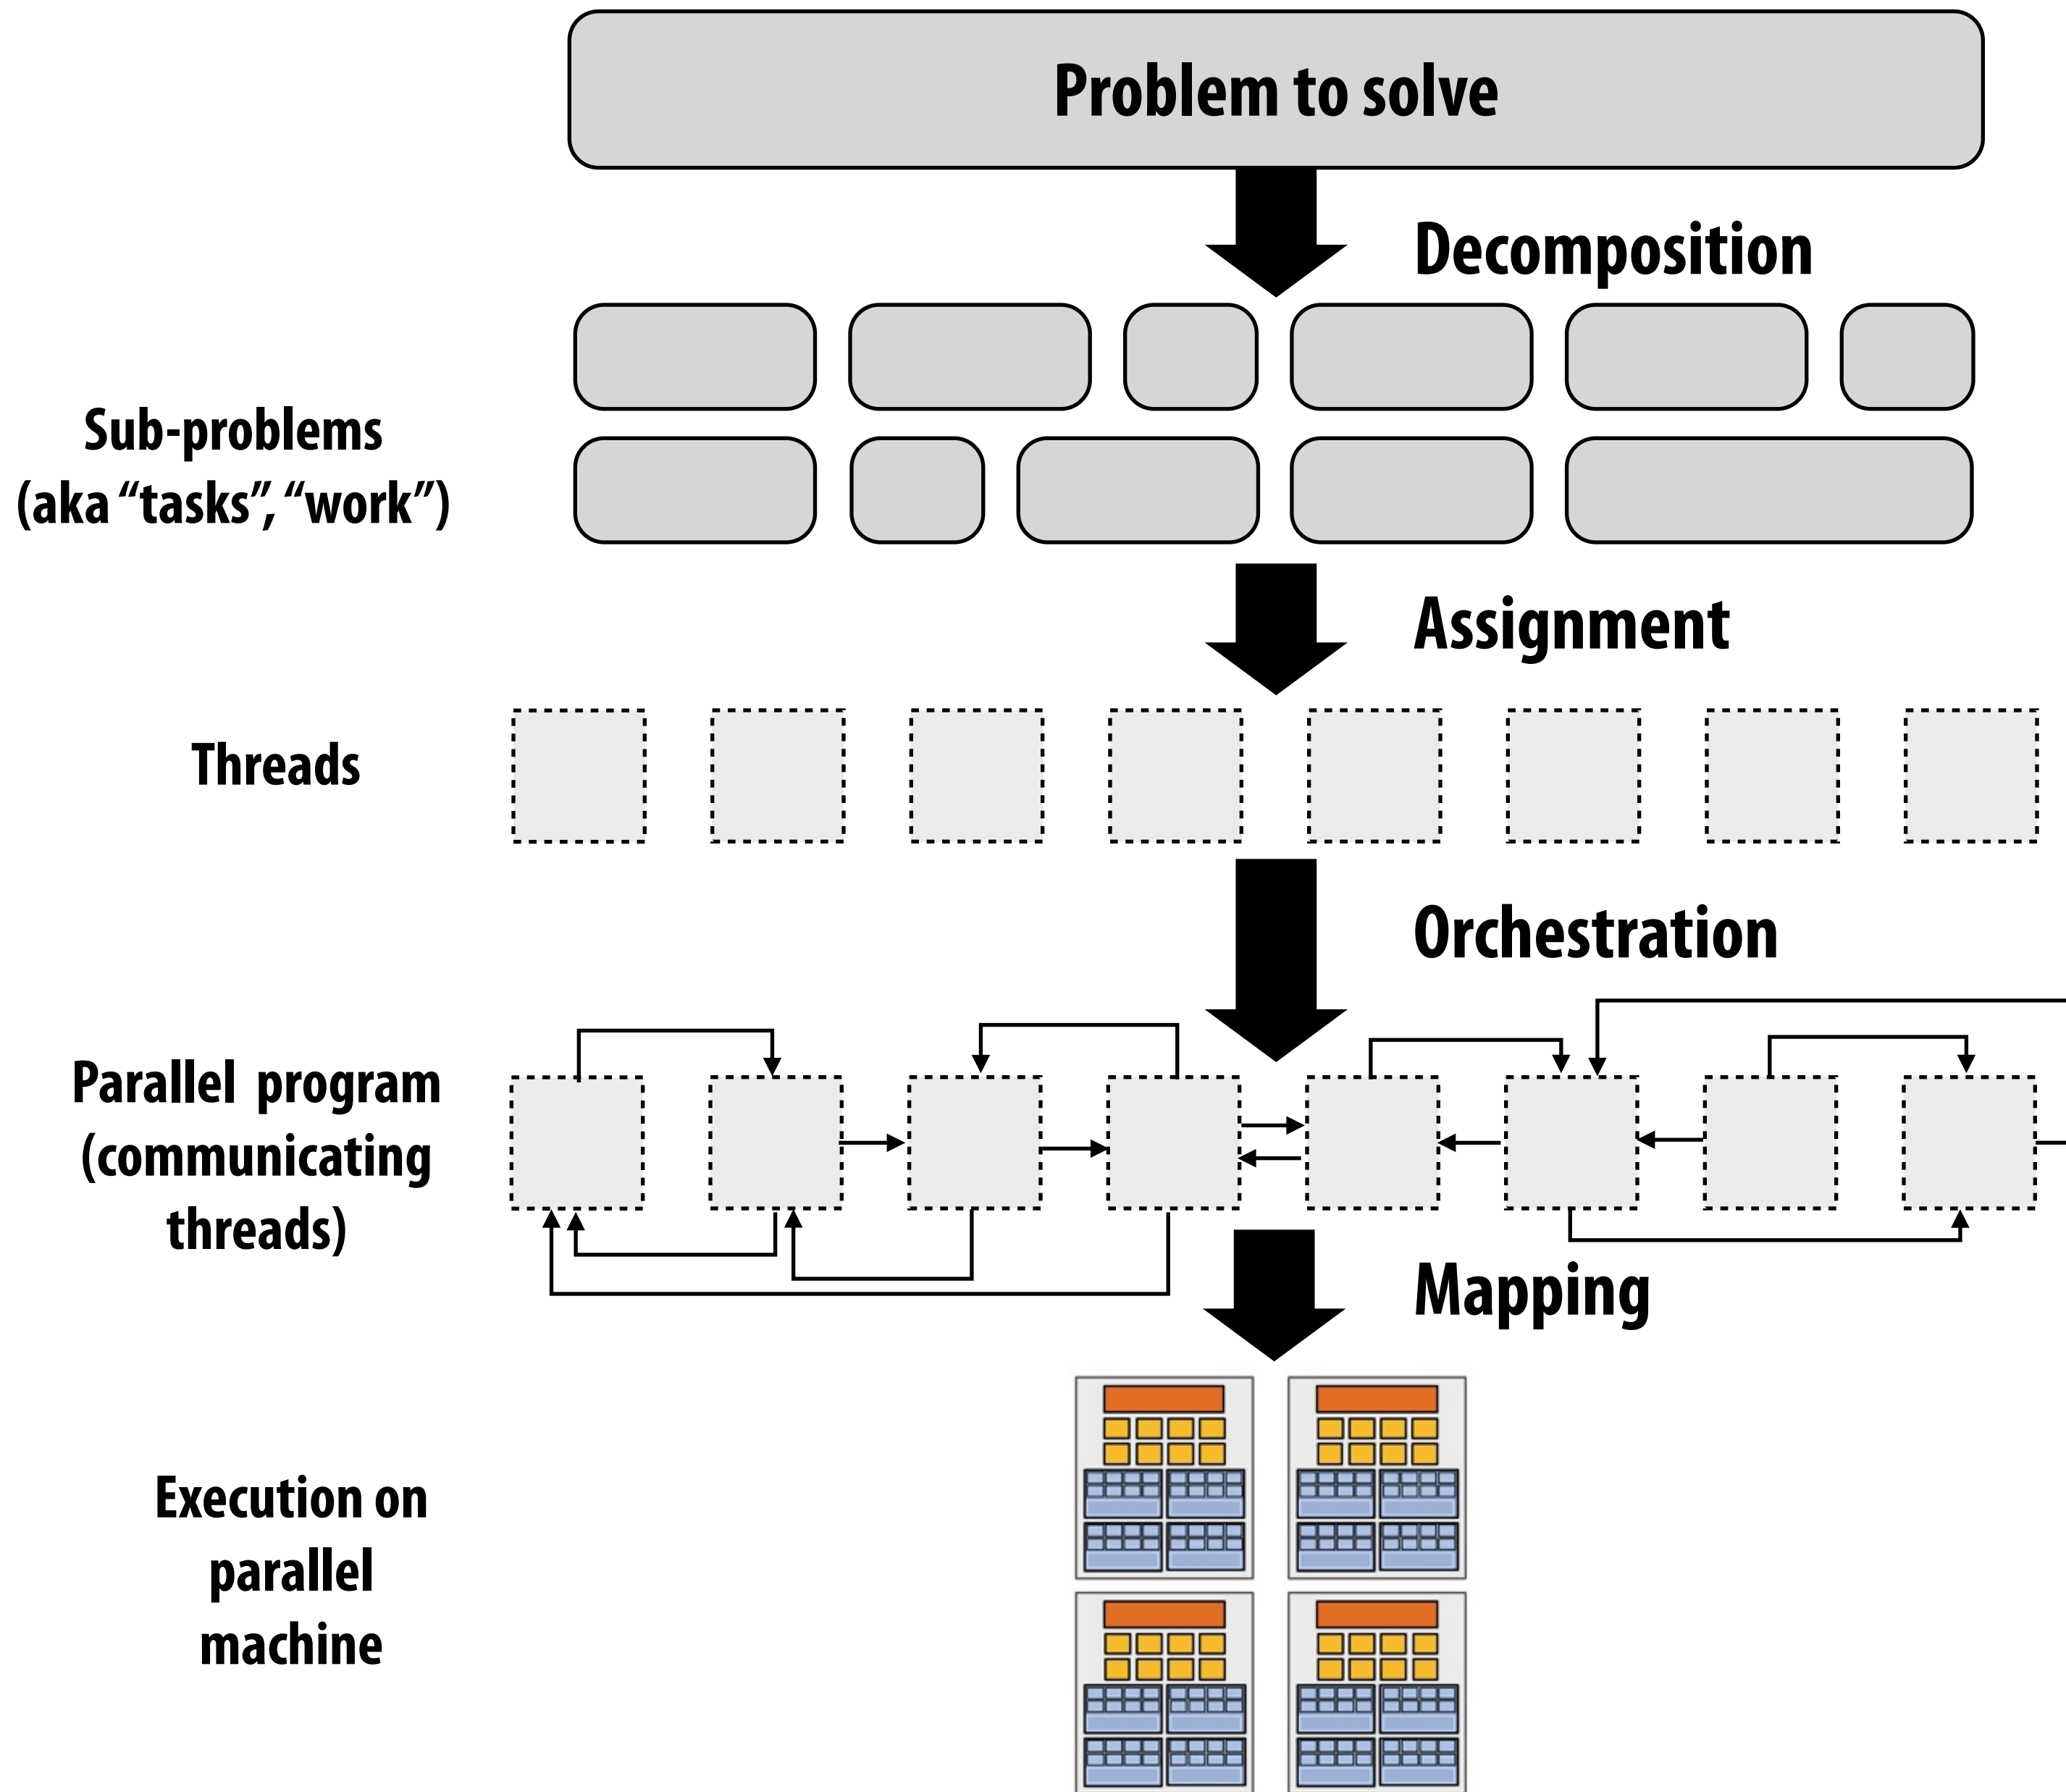 Problem to solve
Decomposition
Sub-problems
(aka “tasks”, “work”)
Assignment
Threads
Orchestration
Parallel program
(communicating
threads)
Mapping
Execution on
parallel
machine